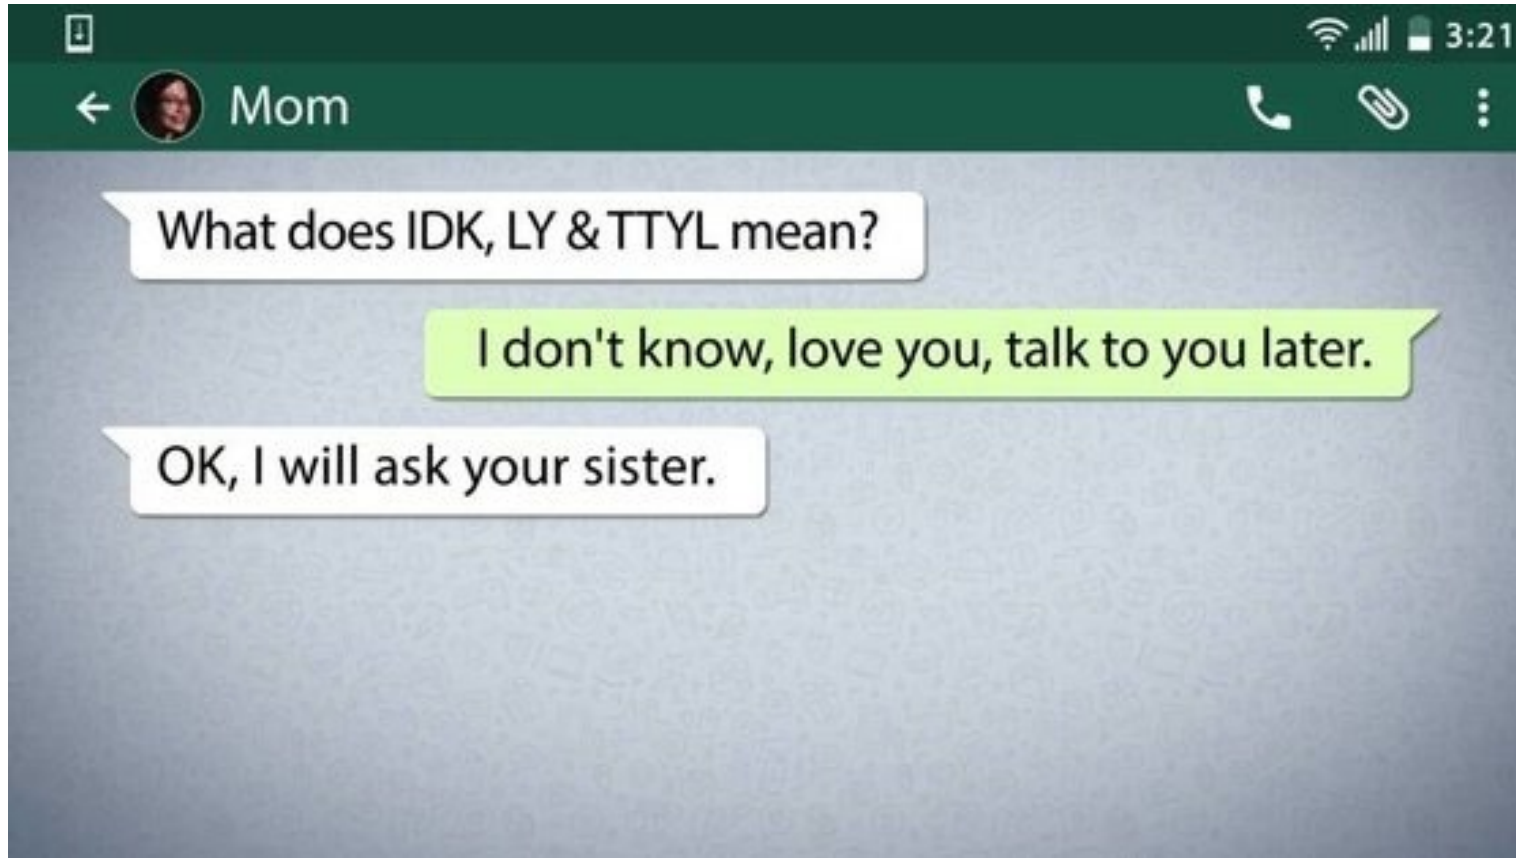 3:21
Mom
What does IDK, LY & TTYL mean?
I don't know, love you, talk to you later.
OK, I will ask your sister.